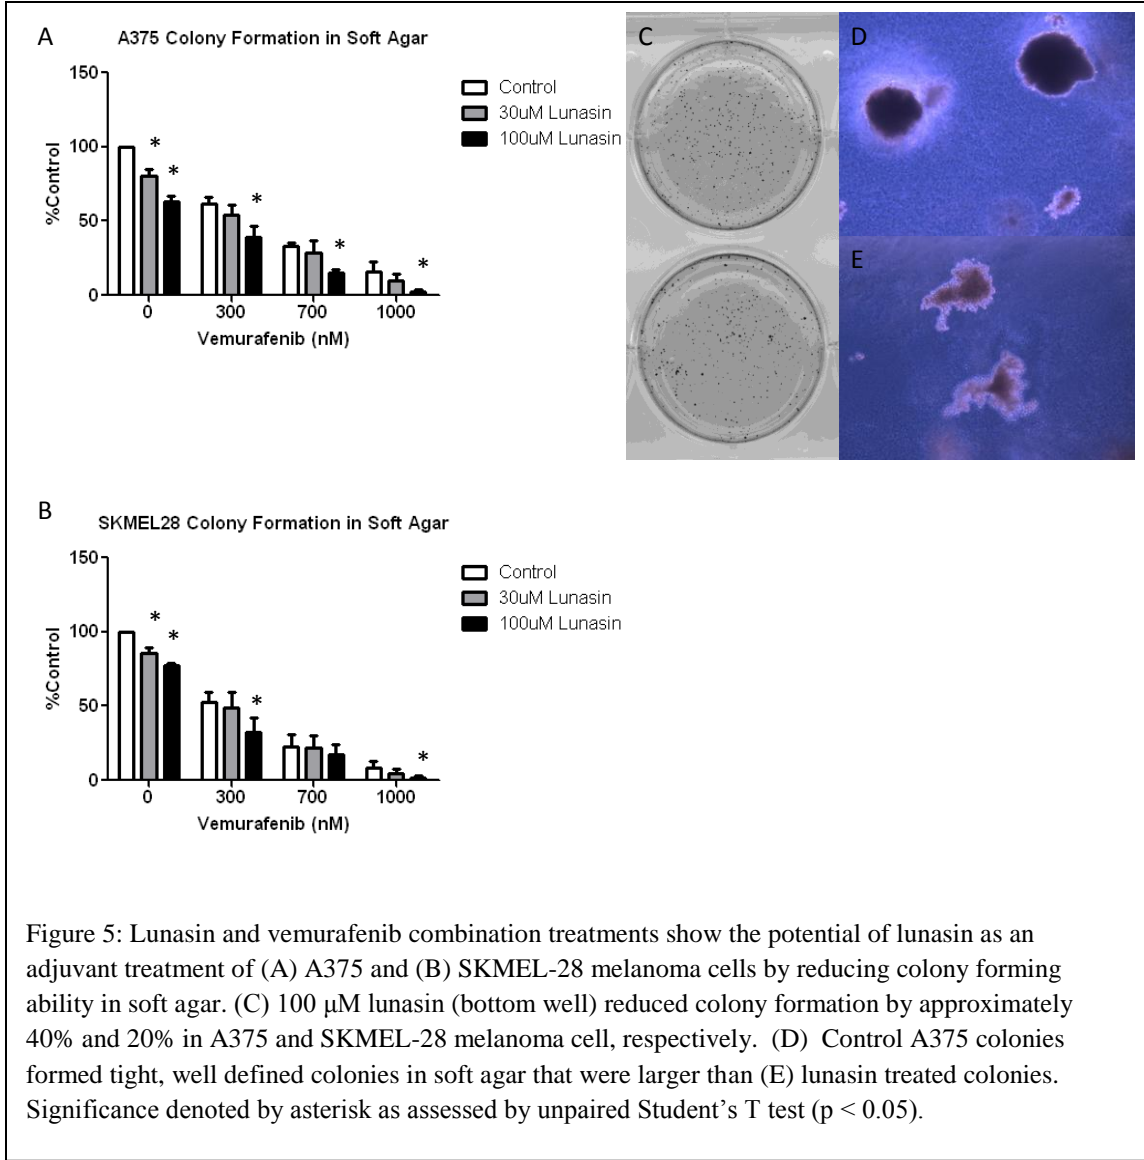 A
A375 Colony Formation in Soft Agar
150
100
50
0
%Control
*
*
*
*
*
0 300 700 1000
Vemurafenib (nM)
Control
30uM Lunasin
100uM Lunasin
C
D
E
B
SKMEL28 Colony Formation in Soft Agar
150
100
50
0
%Control
*
*
*
*
0 300 700 1000
Vemurafenib (nM)
Control
30uM Lunasin
100uM Lunasin
Figure 5: Lunasin and vemurafenib combination treatments show the potential of lunasin as an
adjuvant treatment of (A) A375 and (B) SKMEL-28 melanoma cells by reducing colony forming
ability in soft agar. (C) 100 μM lunasin (bottom well) reduced colony formation by approximately
40% and 20% in A375 and SKMEL-28 melanoma cell, respectively. (D) Control A375 colonies
formed tight, well defined colonies in soft agar that were larger than (E) lunasin treated colonies.
Significance denoted by asterisk as assessed by unpaired Student’s T test (p < 0.05).